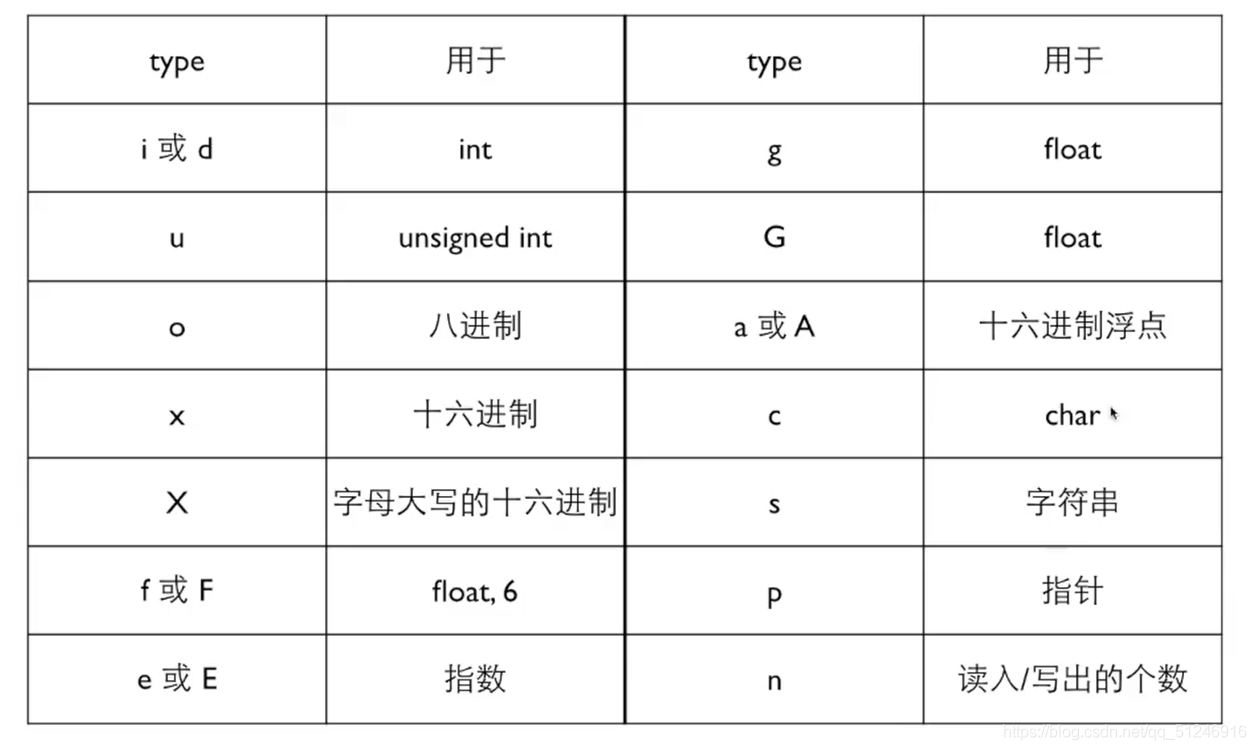 type 用于 type 用于
i 或 d int g float
u unsigned int G float
o 八进制 a 或 A 十六进制浮点
x 十六进制 c char
X 字母大写的十六进制 s 字符串
f 或 F float, 6 p 指针
e 或 E 指数 n 读入/写出的个数
https://blog.csdn.net/qq_51246916